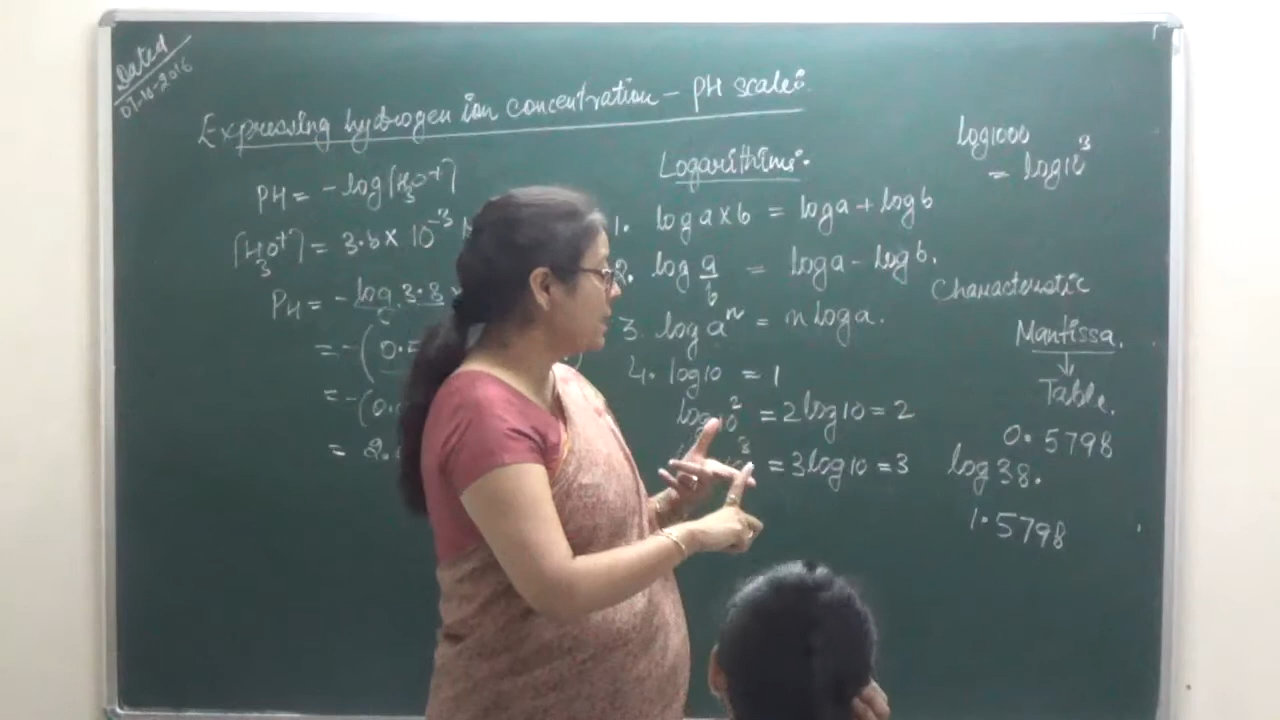 Dated
07-10-2016
Expressing hydrogen ion concentration – PH scale:
PH = -log[H3O+]
[H3O+] = 3.8 × 10^-3
PH = -log 3.8
= -(0.5
= -(0.
= 2.
Logarithims.
1. log a×b = log a + log b
2. log a/b = log a - log b.
3. log a^n = n log a.
4. log 10 = 1
log 10^2 = 2 log 10 = 2
= 3 log 10 = 3
log 1000
= log 10^3
Characteristic
Mantissa.
↓
Table.
0.5798
log 38.
1.5798